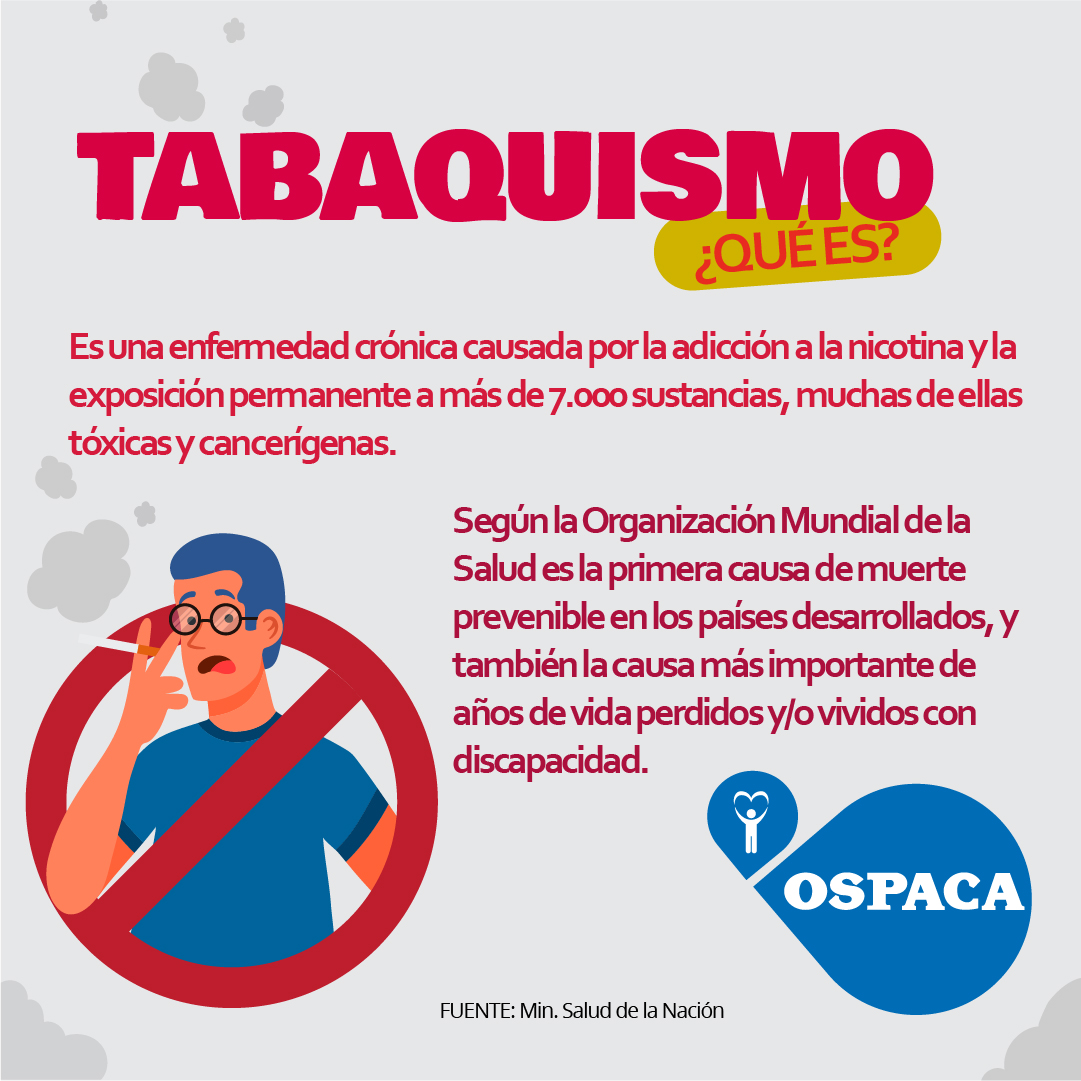 TABAQUISMO
¿QUÉ ES?
Es una enfermedad crónica causada por la adicción a la nicotina y la
exposición permanente a más de 7.000 sustancias, muchas de ellas
tóxicas y cancerígenas.
Según la Organización Mundial de la
Salud es la primera causa de muerte
prevenible en los países desarrollados, y
también la causa más importante de
años de vida perdidos y/o vividos con
discapacidad.
OSPACA
FUENTE: Min. Salud de la Nación